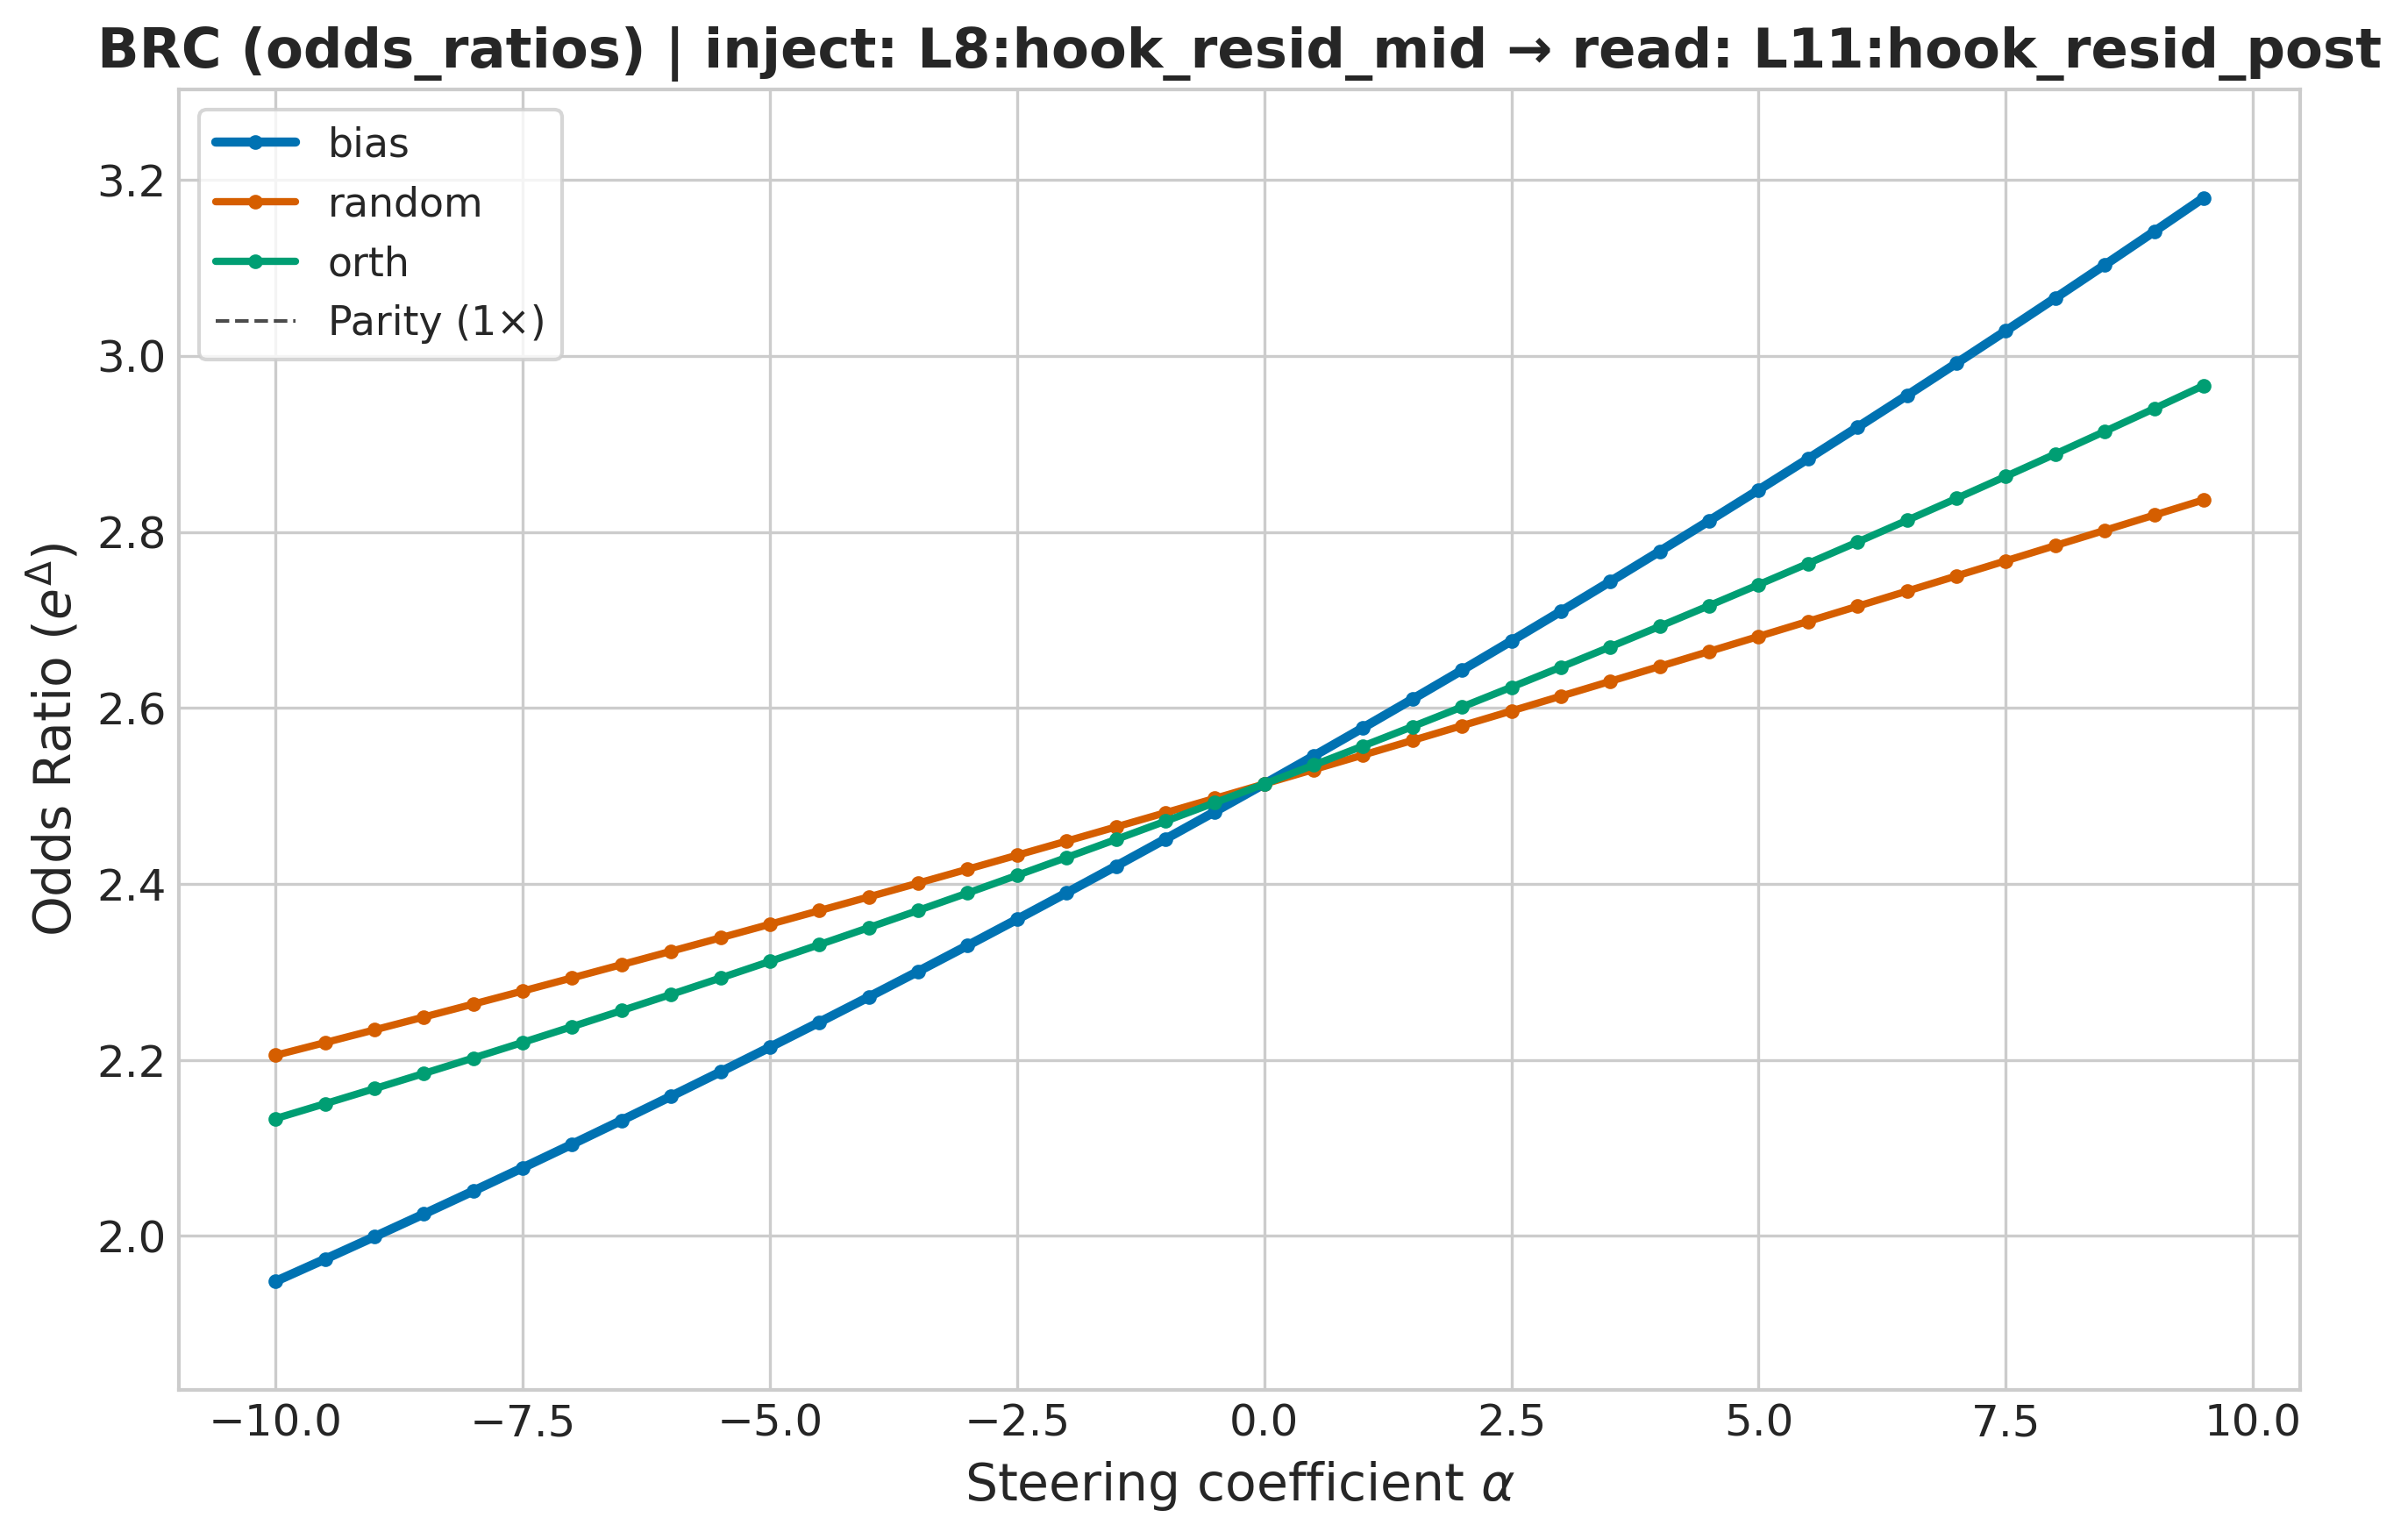 BRC (odds_ratios) | inject: L8:hook_resid_mid → read: L11:hook_resid_post
bias
random
orth
Parity (1×)
3.2
3.0
2.8
2.6
2.4
2.2
2.0
Odds Ratio (e^Δ)
−10.0 −7.5 −5.0 −2.5 0.0 2.5 5.0 7.5 10.0
Steering coefficient α